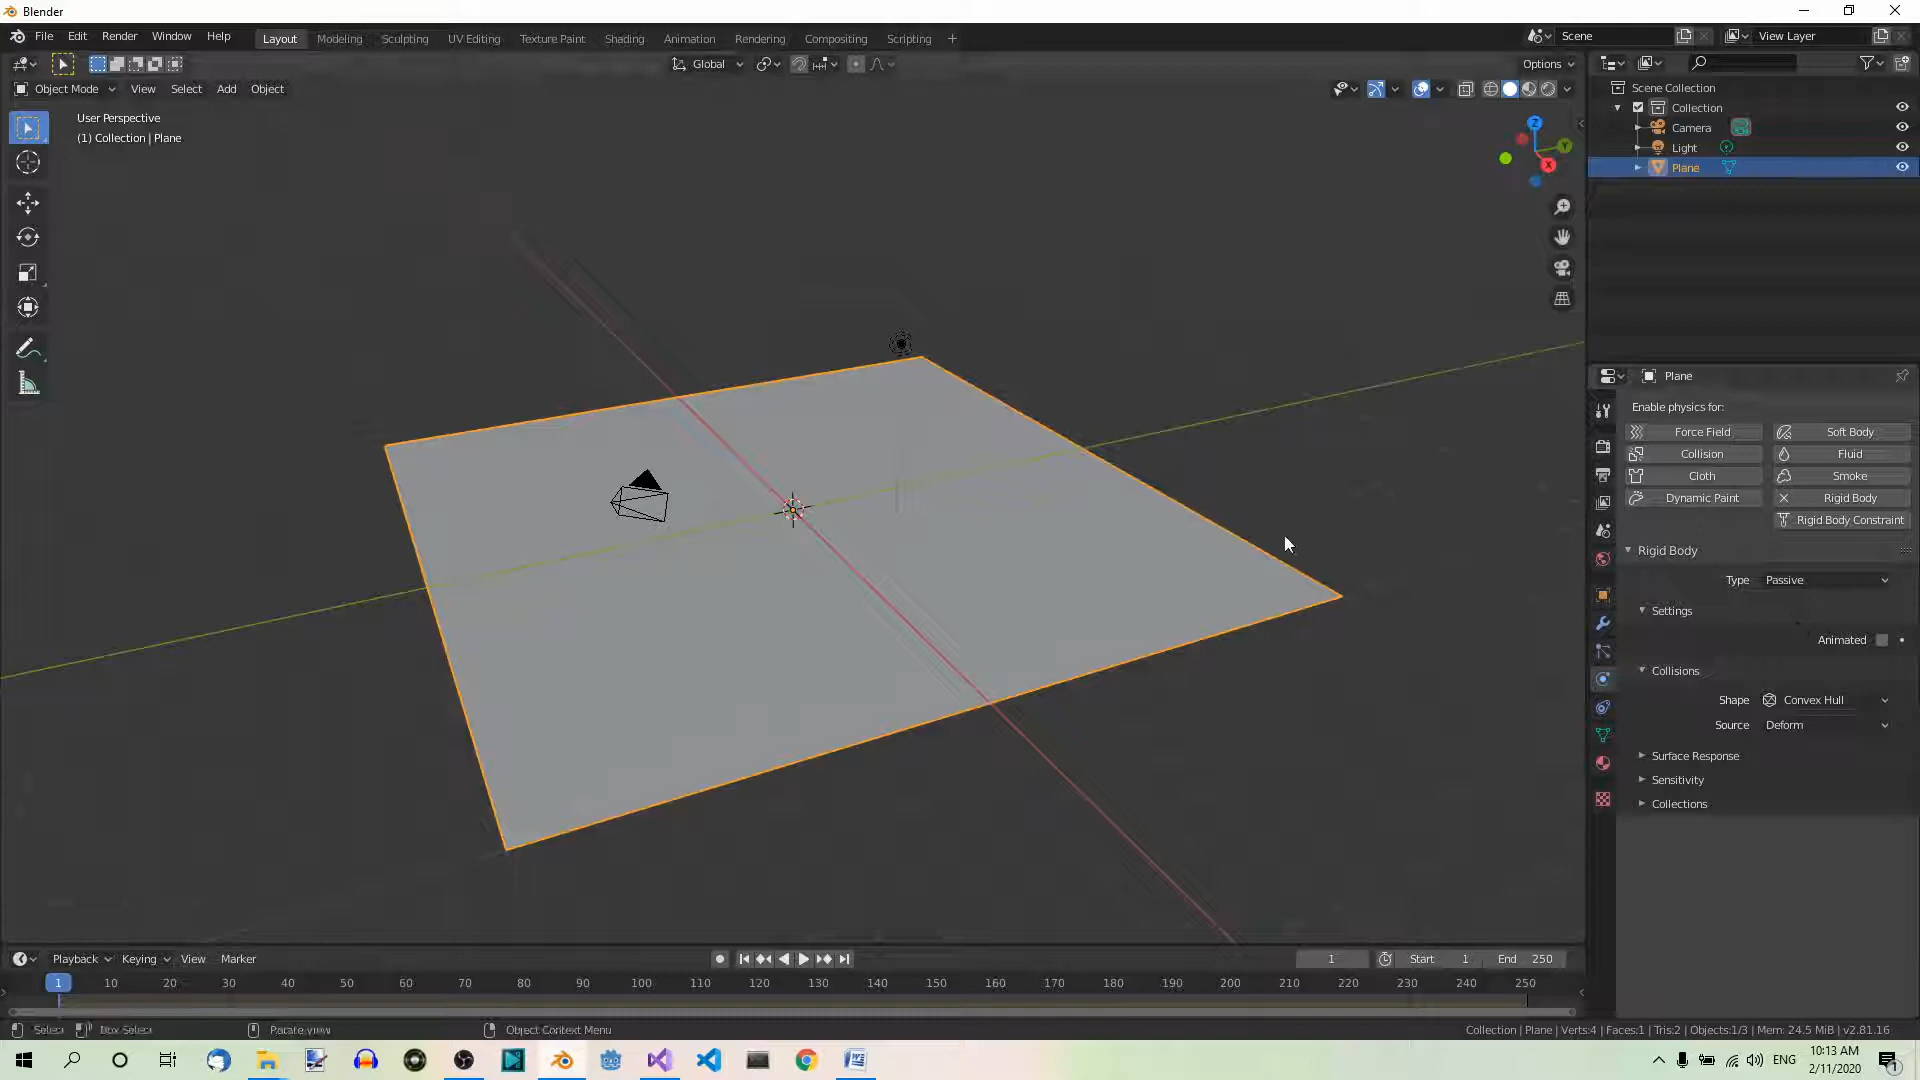 Blender
File Edit Render Window Help Layout Modeling Sculpting UV Editing Texture Paint Shading Animation Rendering Compositing Scripting + Scene View Layer
Global Options
Object Mode View Select Add Object
User Perspective
(1) Collection | Plane
Z
Y
X
Scene Collection
Collection
Camera
Light
Plane
Plane
Enable physics for:
Force Field Soft Body
Collision Fluid
Cloth Smoke
Dynamic Paint Rigid Body
Rigid Body Constraint
Rigid Body
Type Passive
Settings
Animated
Collisions
Shape Convex Hull
Source Deform
Surface Response
Sensitivity
Collections
Playback Keying View Marker 1 Start 1 End 250
1 10 20 30 40 50 60 70 80 90 100 110 120 130 140 150 160 170 180 190 200 210 220 230 240 250
Select Box Select Rotate View Object Context Menu Collection | Plane | Verts:4 | Faces:1 | Tris:2 | Objects:1/3 | Mem: 24.5 MiB | v2.81.16
ENG 10:13 AM
2/11/2020